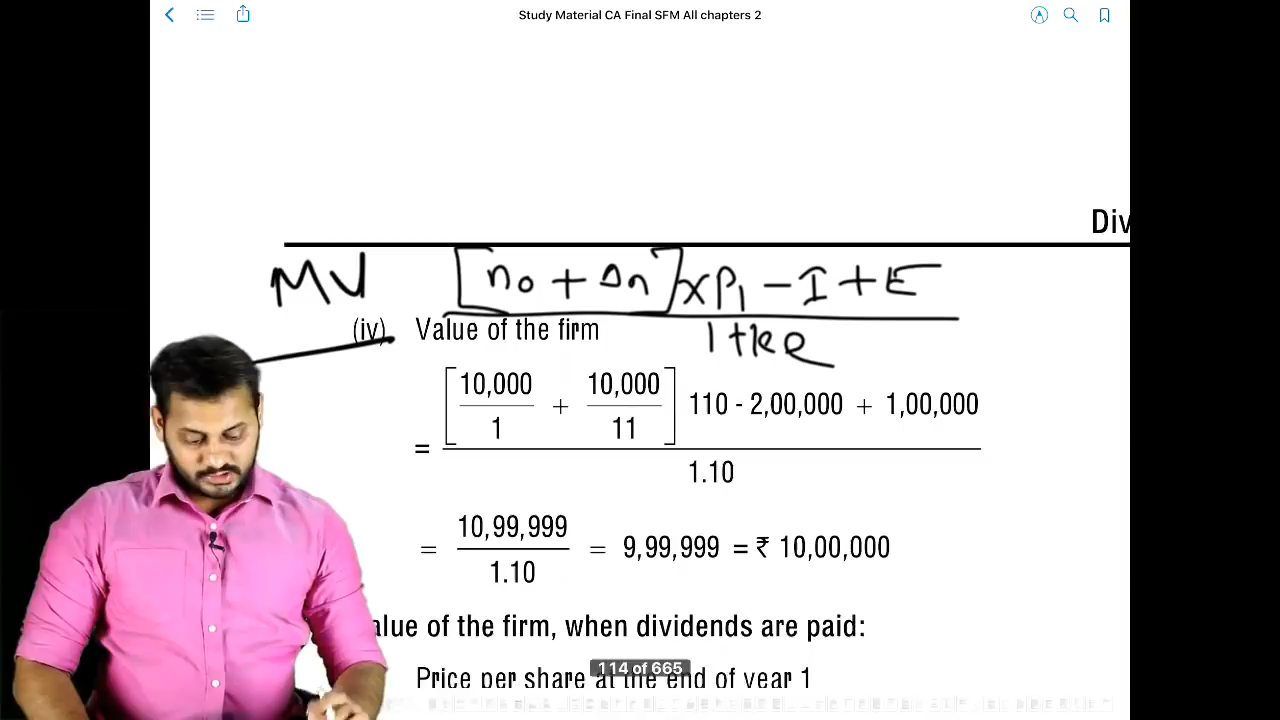 Study Material CA Final SFM All chapters 2
Div
MV [n₀ + Δn] × P₁ - I + E
1 + ke
(iv). Value of the firm
= [10,000/1 + 10,000/11] 110 - 2,00,000 + 1,00,000
1.10
= 10,99,999/1.10 = 9,99,999 = ₹ 10,00,000
alue of the firm, when dividends are paid:
Price per share at the end of year 1
114 of 665